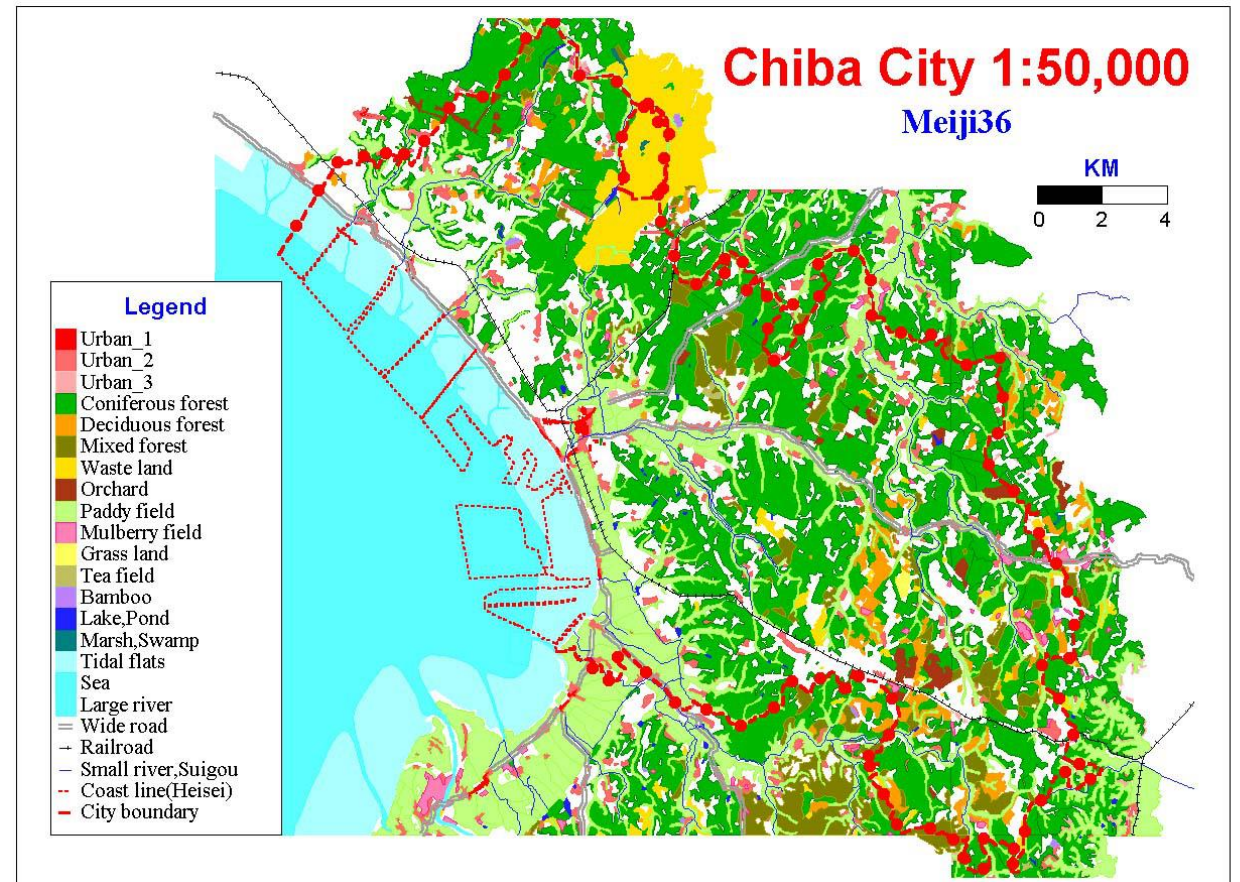 Chiba City 1:50,000
Meiji36
KM
0 2 4
Legend
Urban_1
Urban_2
Urban_3
Coniferous forest
Deciduous forest
Mixed forest
Waste land
Orchard
Paddy field
Mulberry field
Grass land
Tea field
Bamboo
Lake,Pond
Marsh,Swamp
Tidal flats
Sea
Large river
Wide road
Railroad
Small river,Suigou
Coast line(Heisei)
City boundary